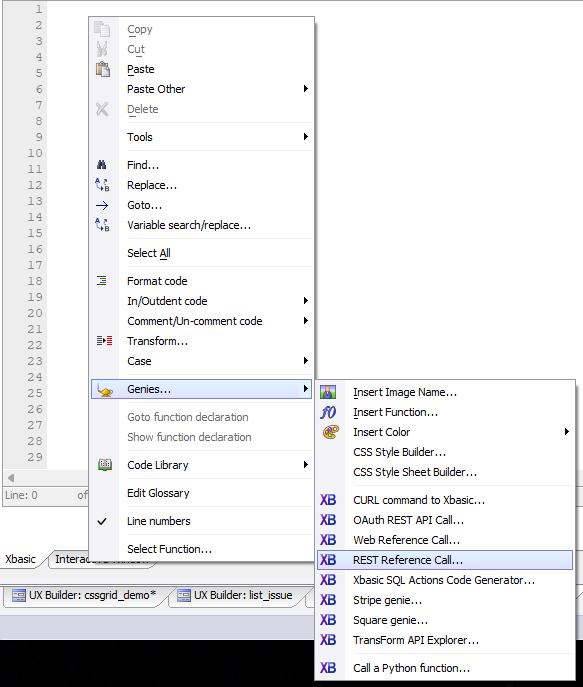 1
2
3
4
5
6
7
8
9
10
11
12
13
14
15
16
17
18
19
20
21
22
23
24
25
26
27
28
29
Line: 0 of
Copy
Cut
Paste
Paste Other
Delete
Tools
Find...
Replace...
Goto...
Variable search/replace...
Select All
Format code
In/Outdent code
Comment/Un-comment code
Transform...
Case
Genies...
Goto function declaration
Show function declaration
Code Library
Edit Glossary
Line numbers
Select Function...
Insert Image Name...
Insert Function...
Insert Color
CSS Style Builder...
CSS Style Sheet Builder...
XB CURL command to Xbasic...
XB OAuth REST API Call...
XB Web Reference Call...
XB REST Reference Call...
XB Xbasic SQL Actions Code Generator...
XB Stripe genie...
XB Square genie...
XB TransForm API Explorer...
XB Call a Python function...
Xbasic
UX Builder: cssgrid_demo* UX Builder: list_issue